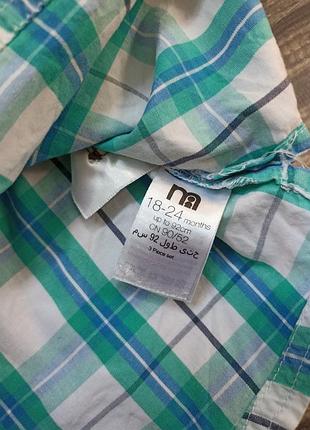 18-24 months
up to 92cm
CN 90/52
حتى طول 92 سم
3 Piece set